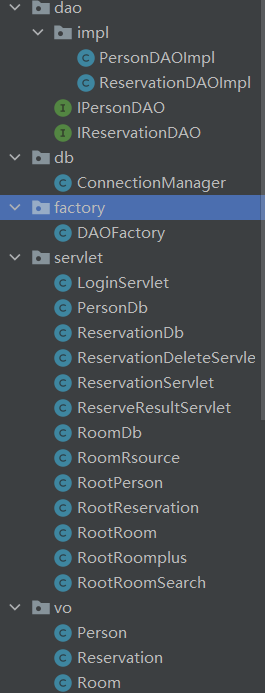 dao
impl
PersonDAOImpl
ReservationDAOImpl
IPersonDAO
IReservationDAO
db
ConnectionManager
factory
DAOFactory
servlet
LoginServlet
PersonDb
ReservationDb
ReservationDeleteServle
ReservationServlet
ReserveResultServlet
RoomDb
RoomRsource
RootPerson
RootReservation
RootRoom
RootRoomplus
RootRoomSearch
vo
Person
Reservation
Room